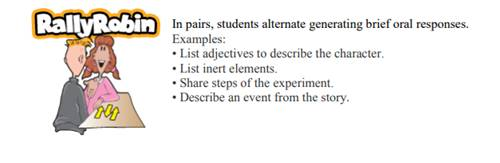 RallyRobin
In pairs, students alternate generating brief oral responses.
Examples:
• List adjectives to describe the character.
• List inert elements.
• Share steps of the experiment.
• Describe an event from the story.